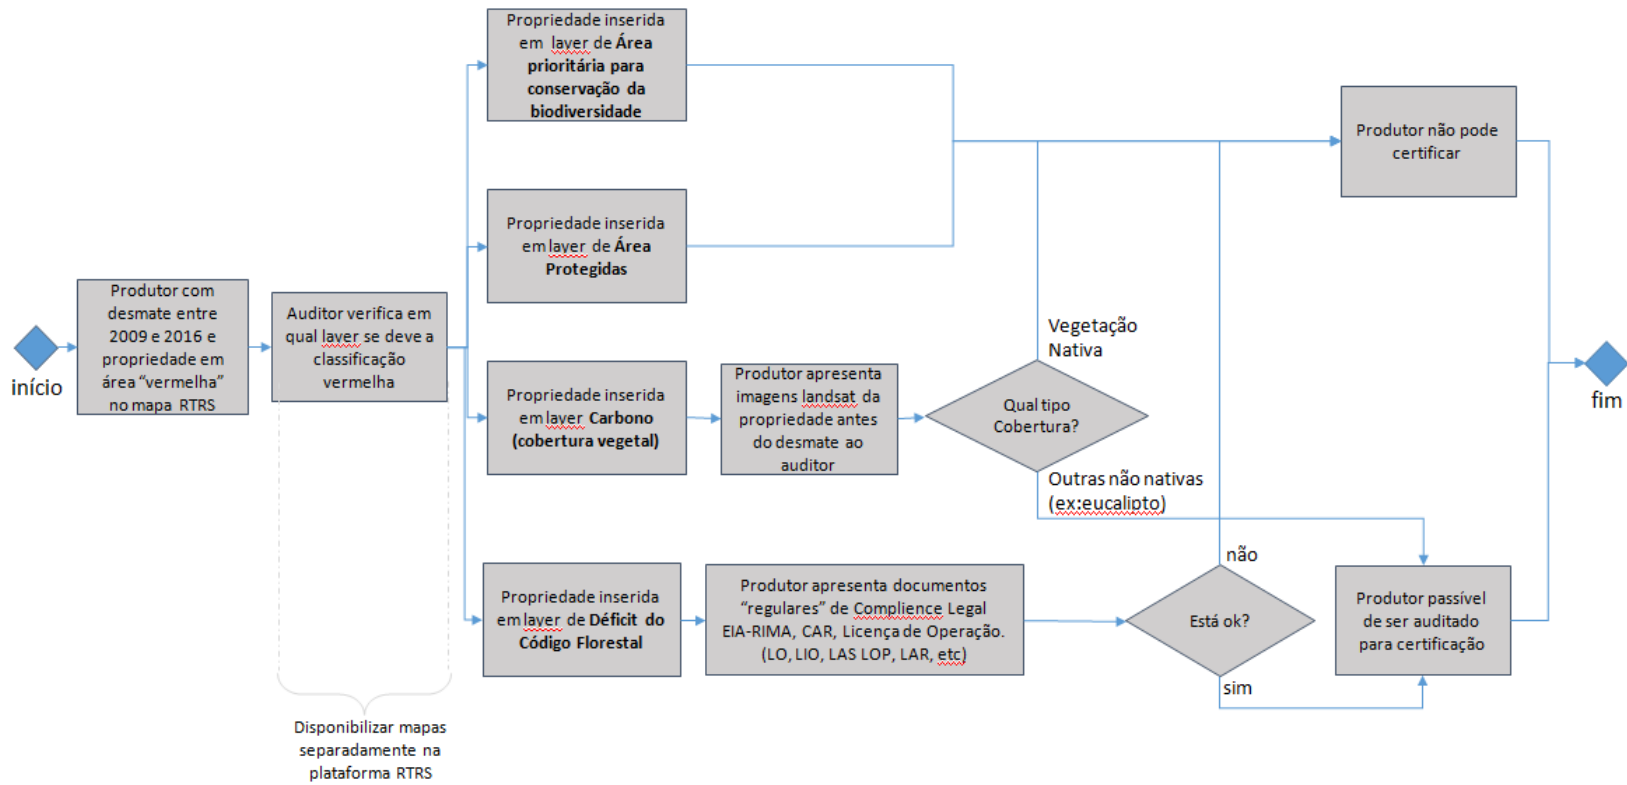 início
Produtor com
desmate entre
2009 e 2016 e
propriedade em
área “vermelha”
no mapa RTRS
Auditor verifica em
qual layer se deve a
classificação
vermelha
Disponibilizar mapas
separadamente na
plataforma RTRS
Propriedade inserida
em layer de Área
prioritária para
conservação da
biodiversidade
Propriedade inserida
em layer de Área
Protegidas
Propriedade inserida
em layer Carbono
(cobertura vegetal)
Produtor apresenta
imagens landsat da
propriedade antes
do desmate ao
auditor
Qual tipo
Cobertura?
Vegetação
Nativa
Outras não nativas
(ex:eucalipto)
Propriedade inserida
em layer de Déficit do
Código Florestal
Produtor apresenta documentos
“regulares” de Complience Legal
EIA-RIMA, CAR, Licença de Operação.
(LO, LIO, LAS LOP, LAR, etc)
Está ok?
não
sim
Produtor não pode
certificar
Produtor passível
de ser auditado
para certificação
fim